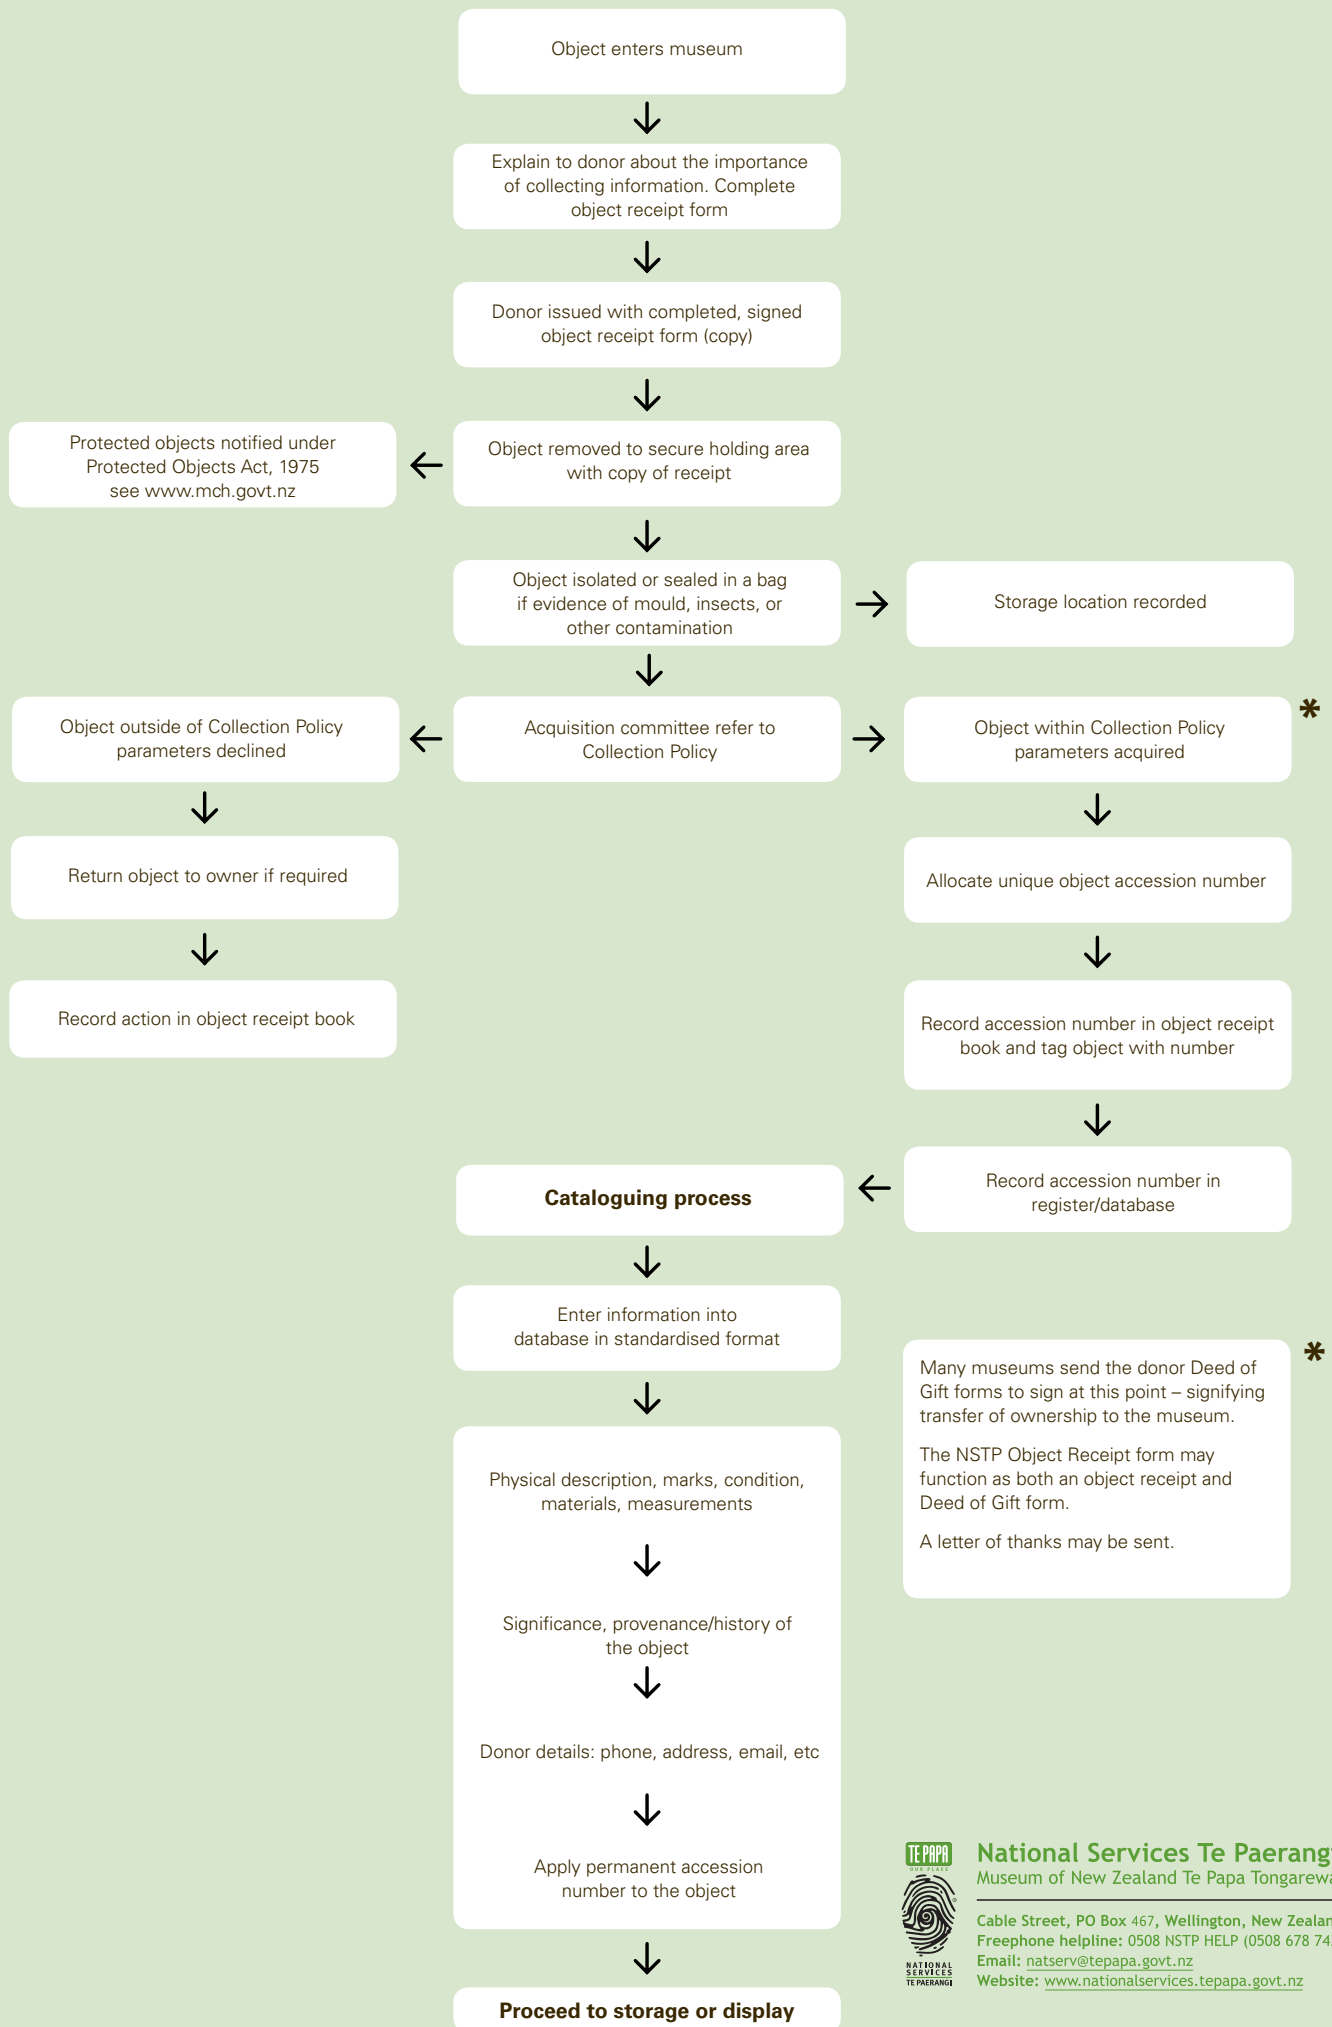 Object enters museum
Explain to donor about the importance
of collecting information. Complete
object receipt form
Donor issued with completed, signed
object receipt form (copy)
Protected objects notified under
Protected Objects Act, 1975
see www.mch.govt.nz
Object removed to secure holding area
with copy of receipt
Object isolated or sealed in a bag
if evidence of mould, insects, or
other contamination
Storage location recorded
Object outside of Collection Policy
parameters declined
Acquisition committee refer to
Collection Policy
Object within Collection Policy
parameters acquired
*
Return object to owner if required
Allocate unique object accession number
Record action in object receipt book
Record accession number in object receipt
book and tag object with number
Record accession number in
register/database
Cataloguing process
Enter information into
database in standardised format
Many museums send the donor Deed of
Gift forms to sign at this point – signifying
transfer of ownership to the museum.
The NSTP Object Receipt form may
function as both an object receipt and
Deed of Gift form.
A letter of thanks may be sent.
*
Physical description, marks, condition,
materials, measurements
Significance, provenance/history of
the object
Donor details: phone, address, email, etc
Apply permanent accession
number to the object
Proceed to storage or display
TE PAPA
OUR PLACE
®
NATIONAL
SERVICES
TE PAERANGI
National Services Te Paerangi
Museum of New Zealand Te Papa Tongarewa
Cable Street, PO Box 467, Wellington, New Zealan
Freephone helpline: 0508 NSTP HELP (0508 678 74
Email: natserv@tepapa.govt.nz
Website: www.nationalservices.tepapa.govt.nz